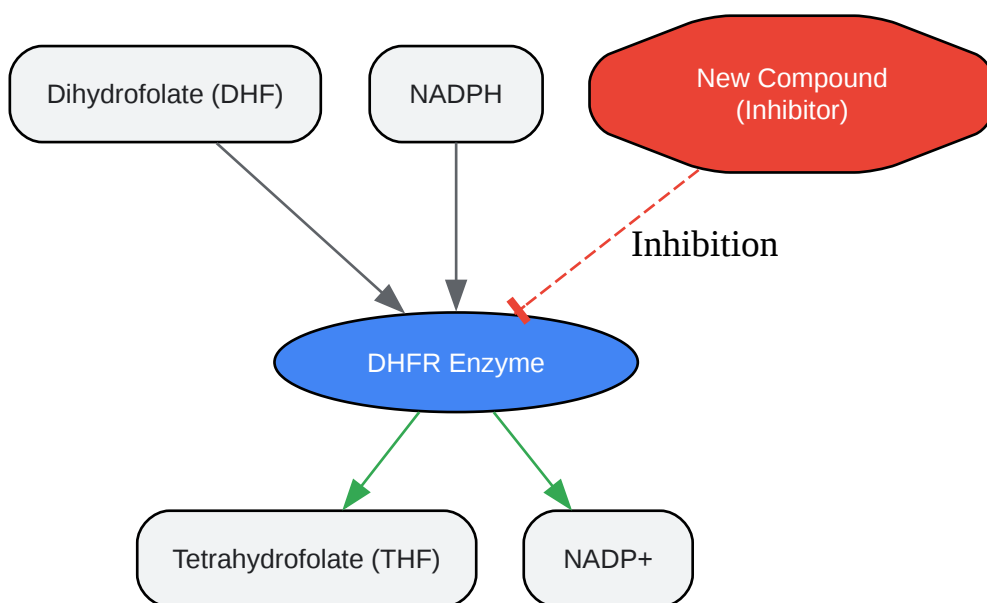 Dihydrofolate (DHF)
NADPH
New Compound
(Inhibitor)
Inhibition
DHFR Enzyme
Tetrahydrofolate (THF)
NADP+